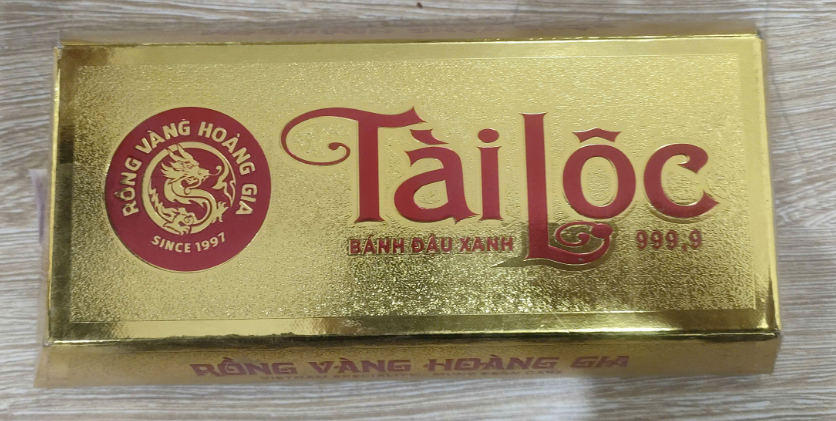 RỒNG VÀNG HOÀNG GIA
SINCE 1997
Tài Lộc
BÁNH ĐẬU XANH
999,9
RỒNG VÀNG HOÀNG GIA